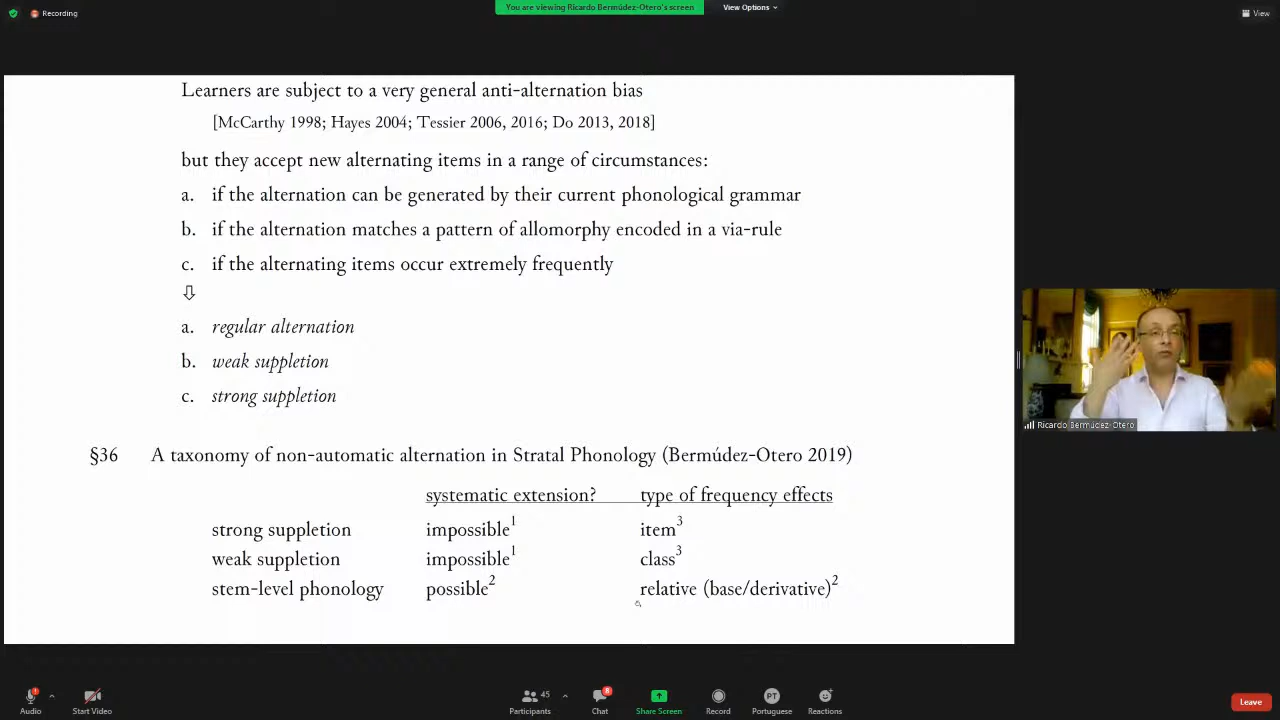 Recording
You are viewing Ricardo Bermúdez-Otero's screen
View Options
View
Learners are subject to a very general anti-alternation bias
[McCarthy 1998; Hayes 2004; Tessier 2006, 2016; Do 2013, 2018]
but they accept new alternating items in a range of circumstances:
a. if the alternation can be generated by their current phonological grammar
b. if the alternation matches a pattern of allomorphy encoded in a via-rule
c. if the alternating items occur extremely frequently
⇩
a. regular alternation
b. weak suppletion
c. strong suppletion
§36 A taxonomy of non-automatic alternation in Stratal Phonology (Bermúdez-Otero 2019)
systematic extension? type of frequency effects
strong suppletion impossible¹ item³
weak suppletion impossible¹ class³
stem-level phonology possible² relative (base/derivative)²
Ricardo Bermúdez-Otero
45
8
PT
Audio Start Video Participants Chat Share Screen Record Portuguese Reactions Leave